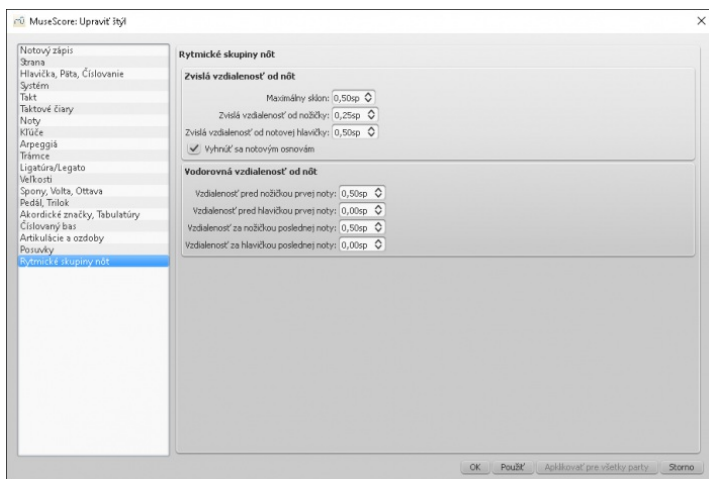 MuseScore: Upraviť štýl
Notový zápis
Strana
Hlavička, Päta, Číslovanie
Systém
Takt
Taktové čiary
Noty
Kľúče
Arpeggiá
Trámce
Ligatúra/Legato
Veľkosti
Spony, Volta, Ottava
Pedál, Trilok
Akordické značky, Tabulatúry
Číslovaný bas
Artikulácie a ozdoby
Posuvky
Rytmické skupiny nôt
Rytmické skupiny nôt
Zvislá vzdialenosť od nôt
Maximálny sklon: 0,50sp
Zvislá vzdialenosť od nožičky: 0,25sp
Zvislá vzdialenosť od notovej hlavičky: 0,50sp
Vyhnúť sa notovým osnovám
Vodorovná vzdialenosť od nôt
Vzdialenosť pred nožičkou prvej noty: 0,50sp
Vzdialenosť pred hlavičkou prvej noty: 0,00sp
Vzdialenosť za nožičkou poslednej noty: 0,50sp
Vzdialenosť za hlavičkou poslednej noty: 0,00sp
OK Použiť Aplikovať pre všetky party Storno